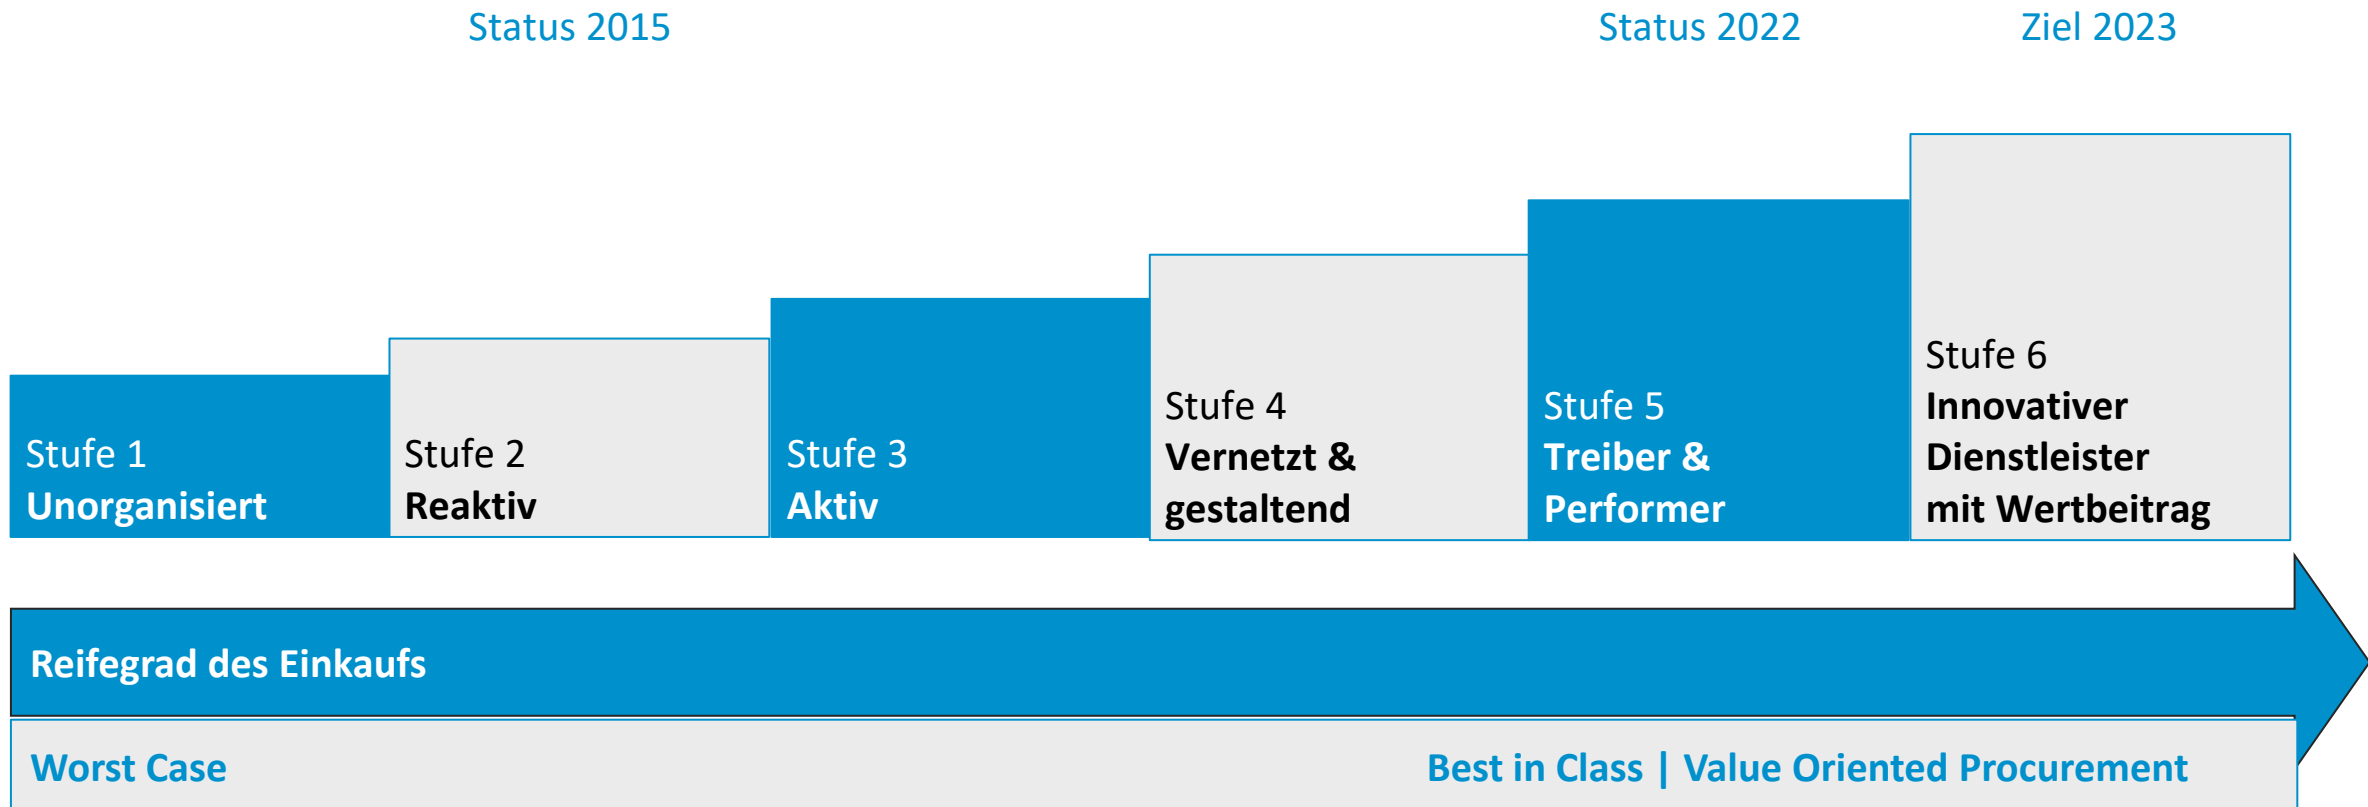 Status 2015
Status 2022
Ziel 2023
Stufe 1
Unorganisiert
Stufe 2
Reaktiv
Stufe 3
Aktiv
Stufe 4
Vernetzt &
gestaltend
Stufe 5
Treiber &
Performer
Stufe 6
Innovativer
Dienstleister
mit Wertbeitrag
Reifegrad des Einkaufs
Worst Case
Best in Class | Value Oriented Procurement